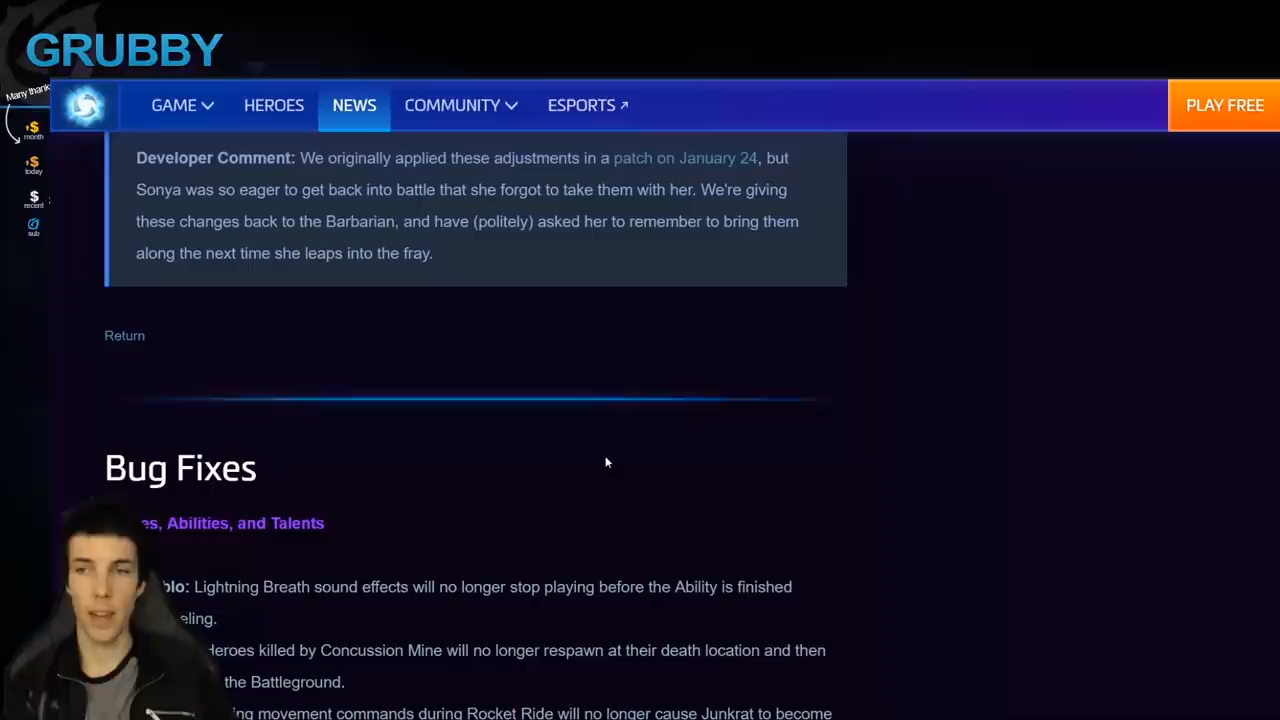 GRUBBY
Many thank
GAME HEROES NEWS COMMUNITY ESPORTS PLAY FREE
+$
month
+$
today
$
recent
sub
Developer Comment: We originally applied these adjustments in a patch on January 24, but
Sonya was so eager to get back into battle that she forgot to take them with her. We're giving
these changes back to the Barbarian, and have (politely) asked her to remember to bring them
along the next time she leaps into the fray.
Return
Bug Fixes
es, Abilities, and Talents
blo: Lightning Breath sound effects will no longer stop playing before the Ability is finished
eling.
Heroes killed by Concussion Mine will no longer respawn at their death location and then
the Battleground.
ing movement commands during Rocket Ride will no longer cause Junkrat to become